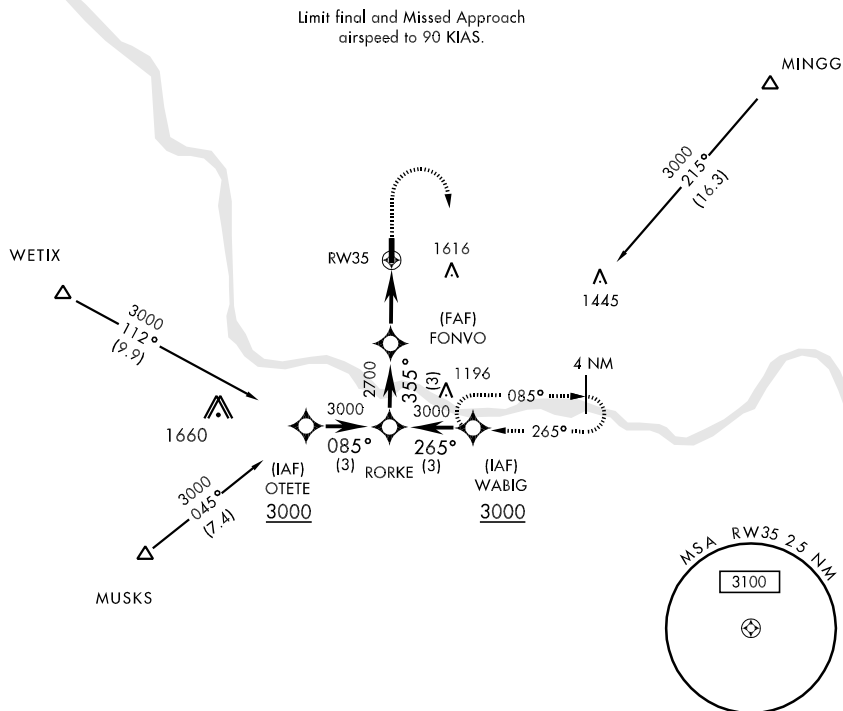 Limit final and Missed Approach
airspeed to 90 KIAS.
MINGG
3000
215°
(16.3)
RW35
1616
1445
WETIX
3000
112°
(9.9)
(FAF)
FONVO
2700
355°
(3)
1196
4 NM
085°
265°
1660
3000
085°
(3)
3000
265°
(3)
RORKE
(IAF)
OTETE
3000
(IAF)
WABIG
3000
3000
045°
(7.4)
MUSKS
MSA RW35 25 NM
3100